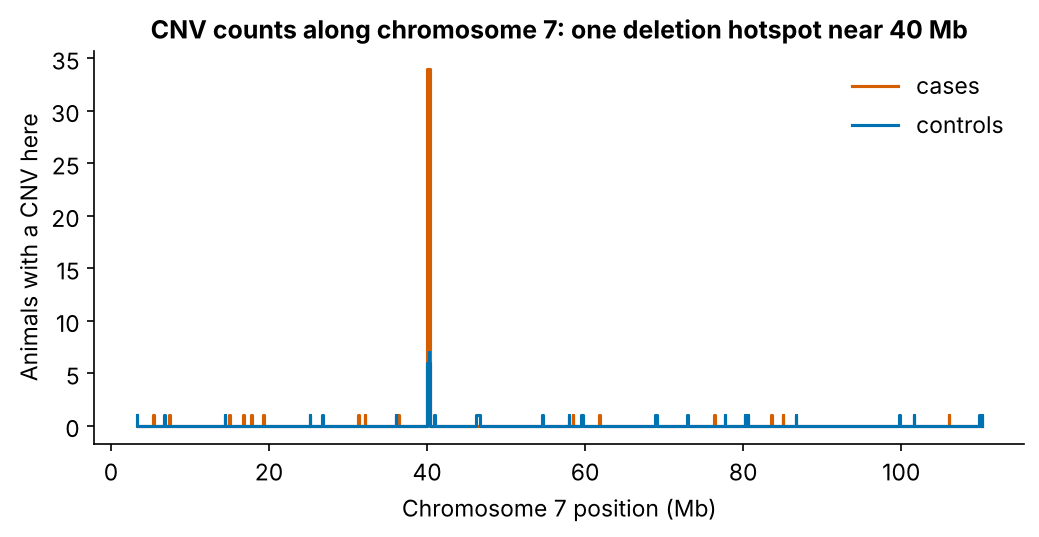 CNV counts along chromosome 7: one deletion hotspot near 40 Mb
Animals with a CNV here
35
30
25
20
15
10
5
0
cases
controls
0 20 40 60 80 100
Chromosome 7 position (Mb)